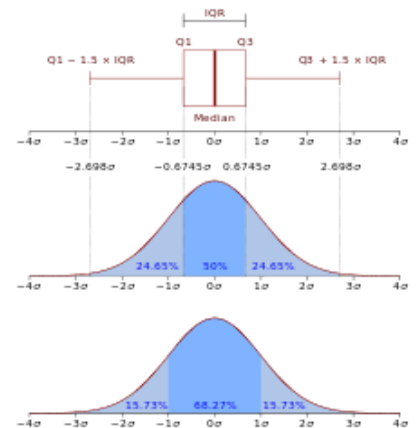 IQR
Q1 Q3
Q1 − 1.5 × IQR Q3 + 1.5 × IQR
Median
−4σ −3σ −2σ −1σ 0σ 1σ 2σ 3σ 4σ
−2.698σ −0.6745σ 0.6745σ 2.698σ
24.65% 50% 24.65%
−4σ −3σ −2σ −1σ 0σ 1σ 2σ 3σ 4σ
15.73% 68.27% 15.73%
−4σ −3σ −2σ −1σ 0σ 1σ 2σ 3σ 4σ